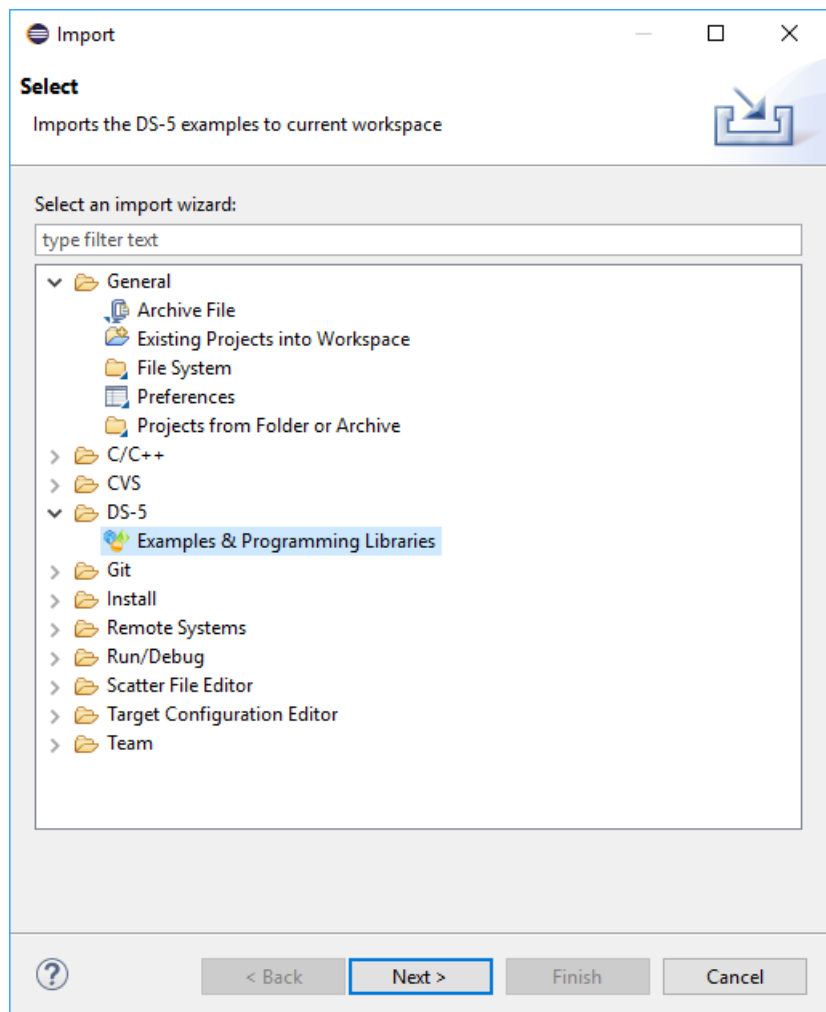 Import
Select
Imports the DS-5 examples to current workspace
Select an import wizard:
type filter text
General
Archive File
Existing Projects into Workspace
File System
Preferences
Projects from Folder or Archive
C/C++
CVS
DS-5
Examples & Programming Libraries
Git
Install
Remote Systems
Run/Debug
Scatter File Editor
Target Configuration Editor
Team
? < Back Next > Finish Cancel